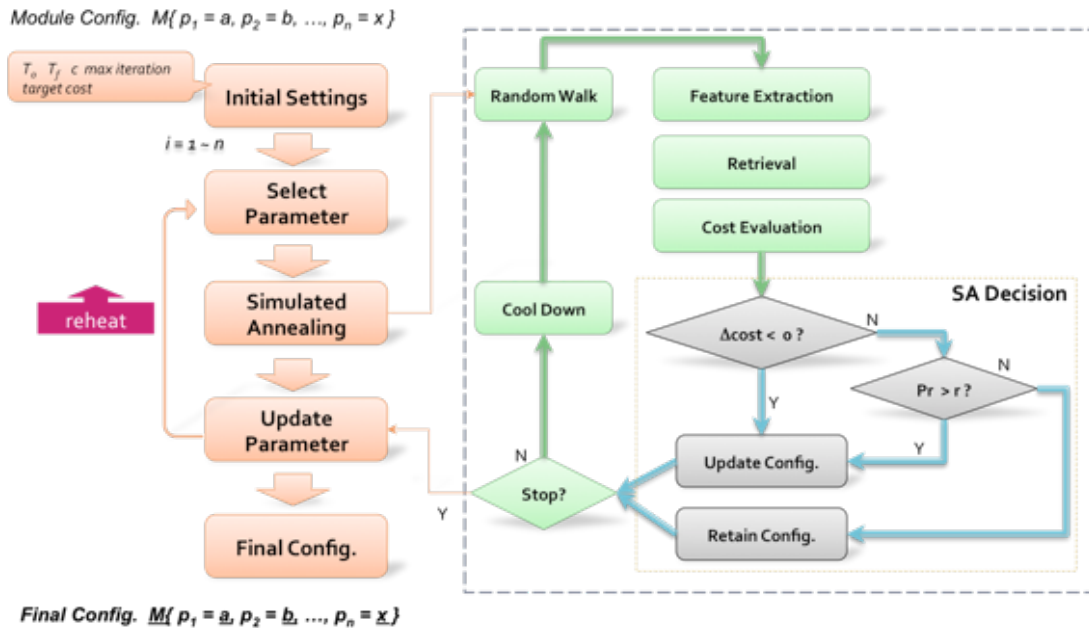 Module Config. M{ p1 = a, p2 = b, ..., pn = x }
To Tf c max iteration
target cost
Initial Settings
i = 1 ~ n
Select
Parameter
Simulated
Annealing
reheat
Update
Parameter
Final Config.
Final Config. M{ p1 = a, p2 = b, ..., pn = x }
Random Walk
Feature Extraction
Retrieval
Cost Evaluation
Cool Down
SA Decision
Δcost < 0 ?
N
Y
Pr > r ?
N
Y
Update Config.
Retain Config.
Stop?
N
Y